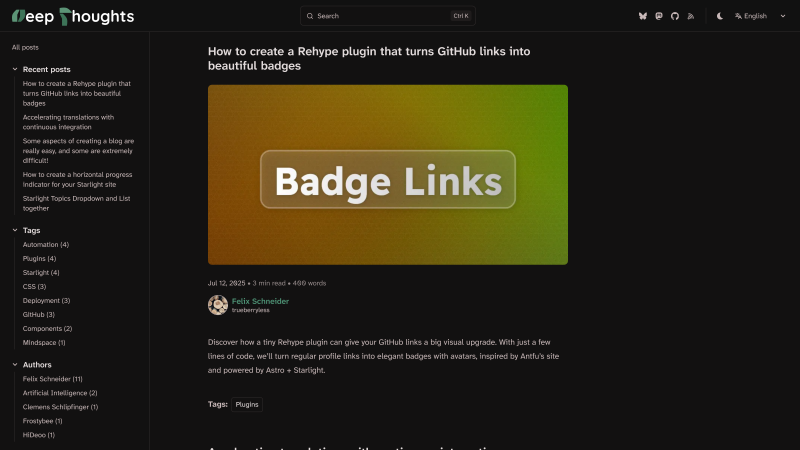 Deep Thoughts
Search
Ctrl K
English
All posts
Recent posts
How to create a Rehype plugin that
turns GitHub links into beautiful
badges
Accelerating translations with
continuous integration
Some aspects of creating a blog are
really easy, and some are extremely
difficult!
How to create a horizontal progress
indicator for your Starlight site
Starlight Topics Dropdown and List
together
Tags
Automation (4)
Plugins (4)
Starlight (4)
CSS (3)
Deployment (3)
GitHub (3)
Components (2)
Mindspace (1)
Authors
Felix Schneider (11)
Artificial Intelligence (2)
Clemens Schlipfinger (1)
Frostybee (1)
HiDeoo (1)
How to create a Rehype plugin that turns GitHub links into
beautiful badges
Badge Links
Jul 12, 2025 • 3 min read • 400 words
Felix Schneider
trueberryless
Discover how a tiny Rehype plugin can give your GitHub links a big visual upgrade. With just a few
lines of code, we'll turn regular profile links into elegant badges with avatars, inspired by Antfu's site
and powered by Astro + Starlight.
Tags:
Plugins